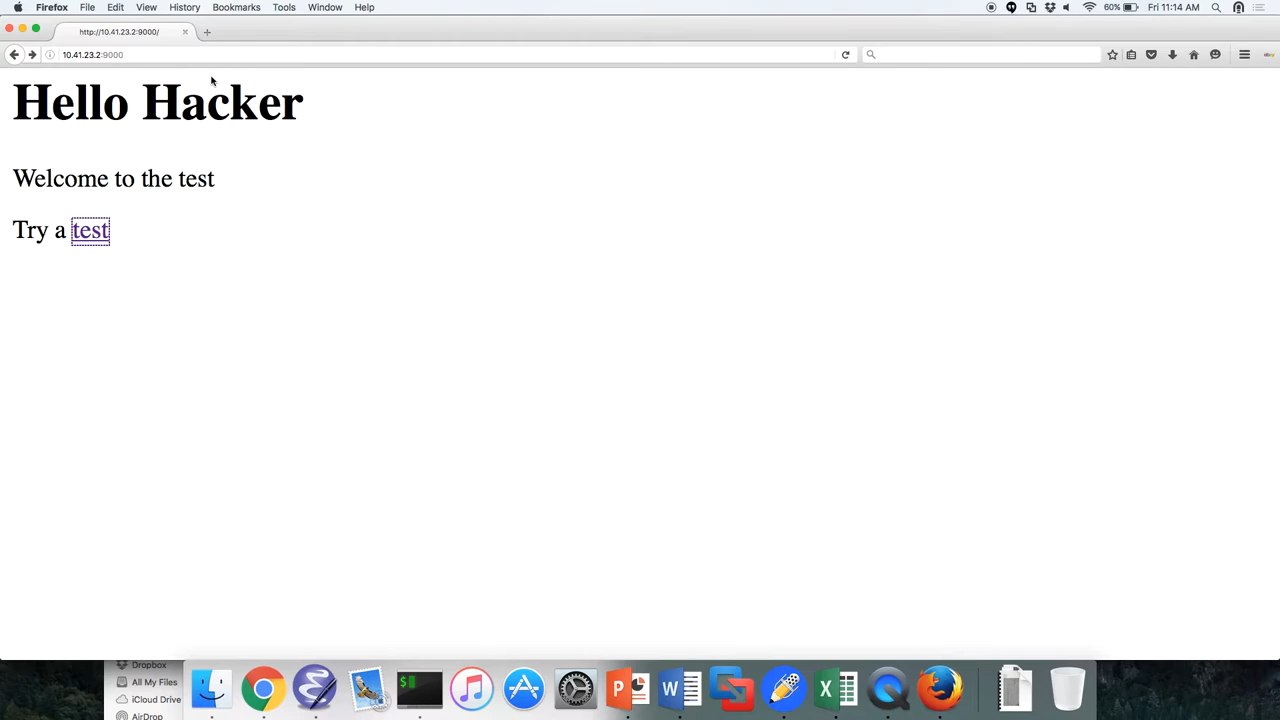 Firefox File Edit View History Bookmarks Tools Window Help 60% Fri 11:14 AM
http://10.41.23.2:9000/
10.41.23.2:9000
Hello Hacker
Welcome to the test
Try a test
Dropbox
All My Files
iCloud Drive
AirDrop